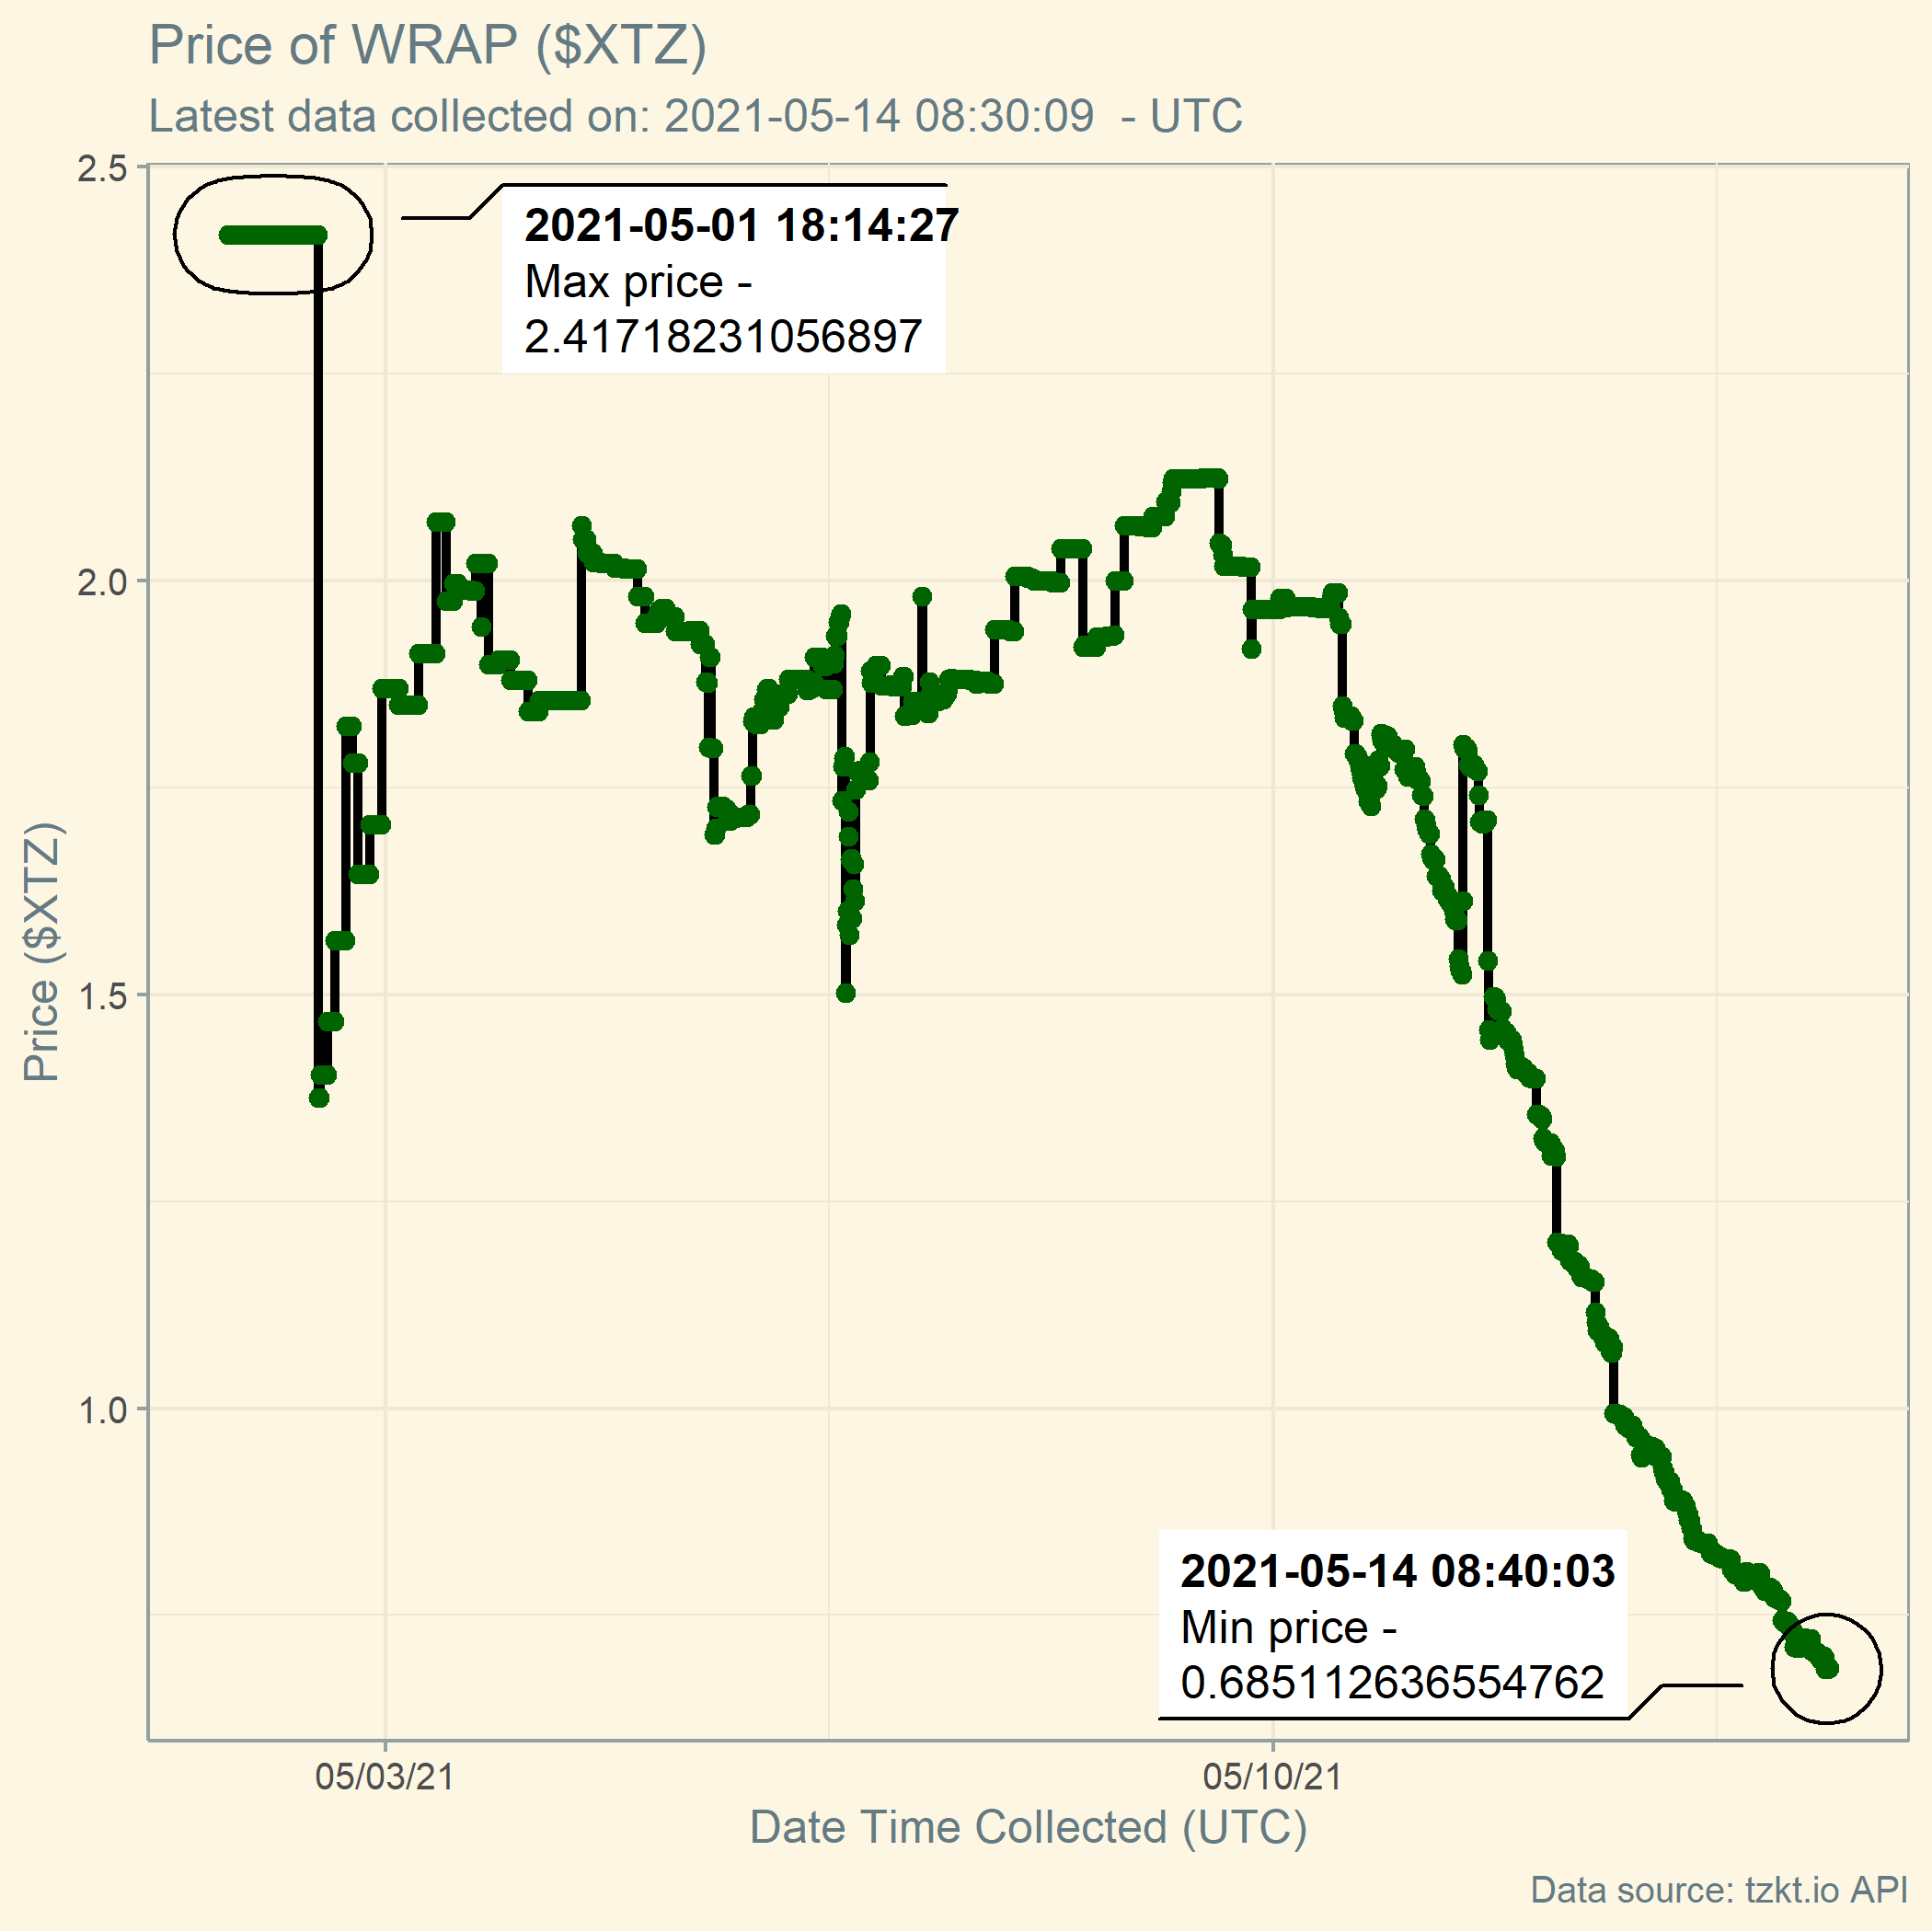 Price of WRAP ($XTZ)
Latest data collected on: 2021-05-14 08:30:09  - UTC
2.5
2021-05-01 18:14:27
Max price -
2.41718231056897
2.0
Price ($XTZ)
1.5
1.0
2021-05-14 08:40:03
Min price -
0.685112636554762
05/03/21
05/10/21
Date Time Collected (UTC)
Data source: tzkt.io API